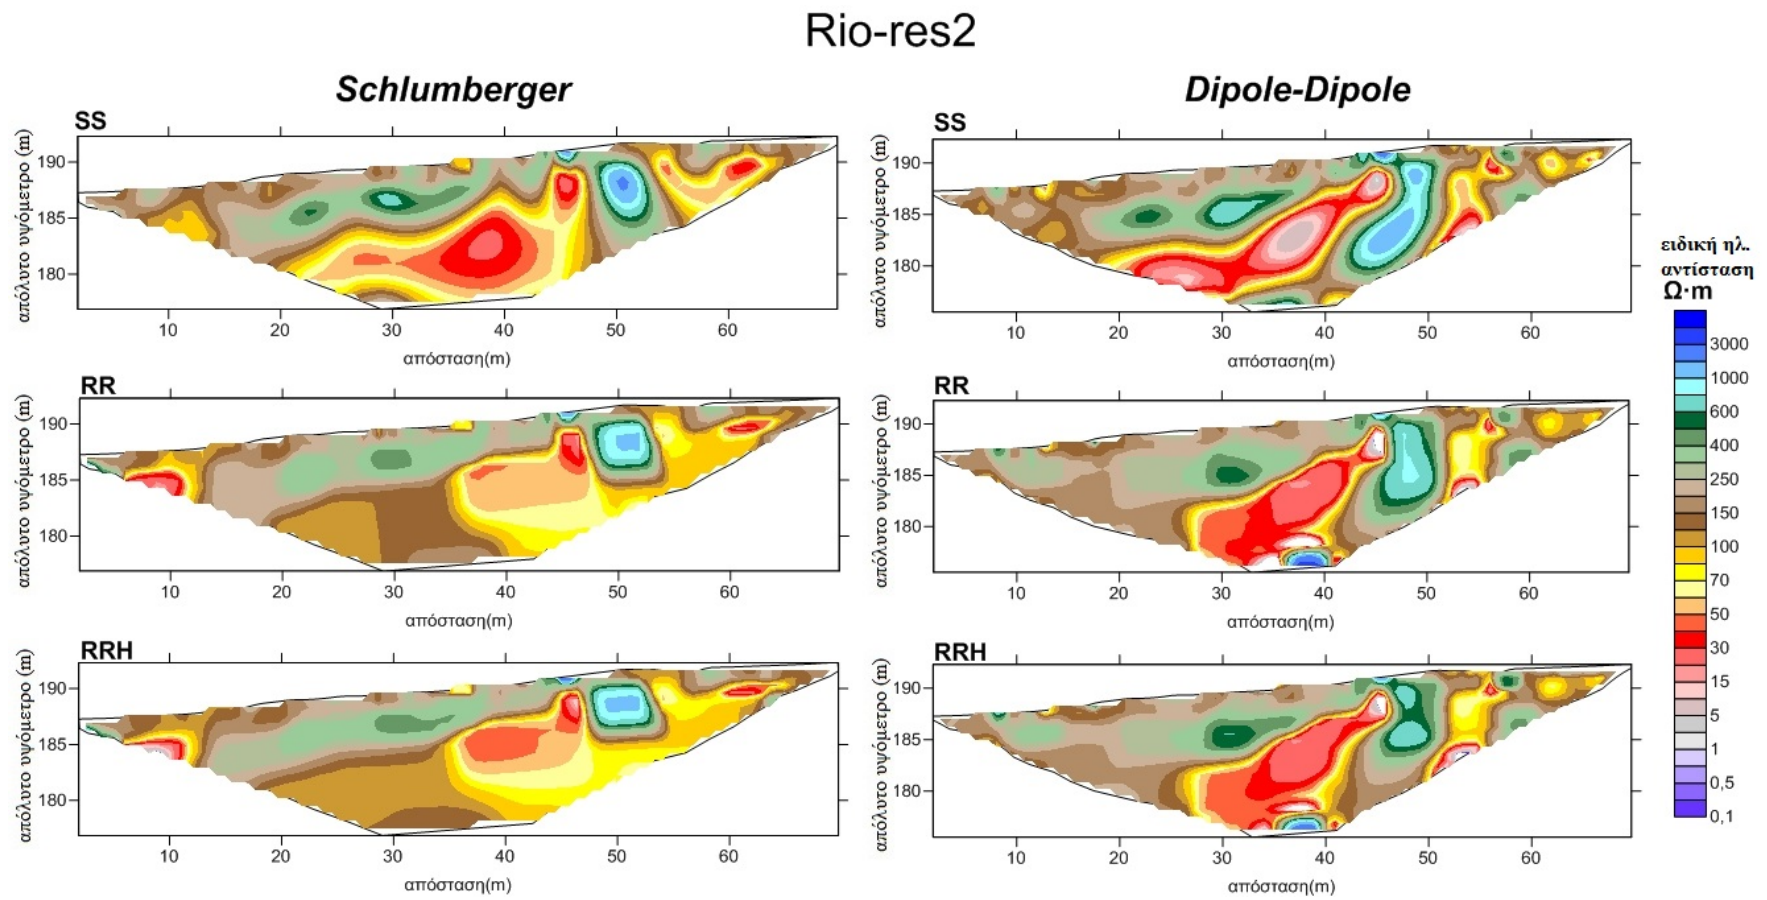 Rio-res2
Schlumberger
Dipole-Dipole
SS
απόλυτο υψόμετρο (m)
190
185
180
10 20 30 40 50 60
απόσταση(m)
SS
απόλυτο υψόμετρο (m)
190
185
180
10 20 30 40 50 60
απόσταση(m)
RR
απόλυτο υψόμετρο (m)
190
185
180
10 20 30 40 50 60
απόσταση(m)
RR
απόλυτο υψόμετρο (m)
190
185
180
10 20 30 40 50 60
απόσταση(m)
RRH
απόλυτο υψόμετρο (m)
190
185
180
10 20 30 40 50 60
απόσταση(m)
RRH
απόλυτο υψόμετρο (m)
190
185
180
10 20 30 40 50 60
απόσταση(m)
ειδική ηλ.
αντίσταση
Ω·m
3000
1000
600
400
250
150
100
70
50
30
15
5
1
0,5
0,1